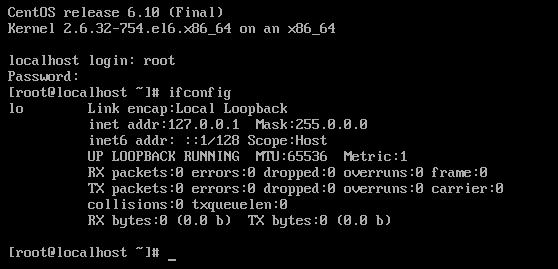 CentOS release 6.10 (Final)
Kernel 2.6.32-754.el6.x86_64 on an x86_64
localhost login: root
Password:
[root@localhost ~]# ifconfig
lo        Link encap:Local Loopback
          inet addr:127.0.0.1  Mask:255.0.0.0
          inet6 addr: ::1/128 Scope:Host
          UP LOOPBACK RUNNING  MTU:65536  Metric:1
          RX packets:0 errors:0 dropped:0 overruns:0 frame:0
          TX packets:0 errors:0 dropped:0 overruns:0 carrier:0
          collisions:0 txqueuelen:0
          RX bytes:0 (0.0 b)  TX bytes:0 (0.0 b)
[root@localhost ~]# _